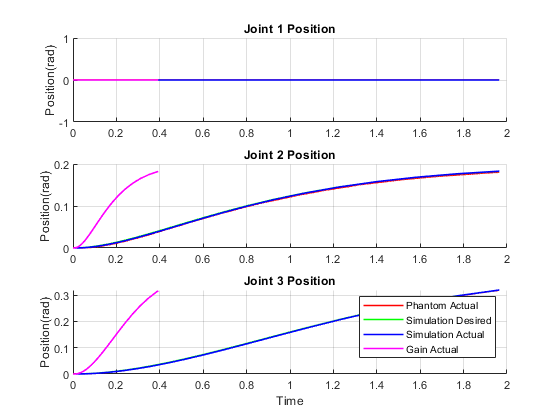 Joint 1 Position
Position(rad)
1
0
-1
0 0.2 0.4 0.6 0.8 1 1.2 1.4 1.6 1.8 2
Joint 2 Position
Position(rad)
0.2
0.1
0
0 0.2 0.4 0.6 0.8 1 1.2 1.4 1.6 1.8 2
Joint 3 Position
Position(rad)
0.3
0.2
0.1
0
Phantom Actual
Simulation Desired
Simulation Actual
Gain Actual
0 0.2 0.4 0.6 0.8 1 1.2 1.4 1.6 1.8 2
Time